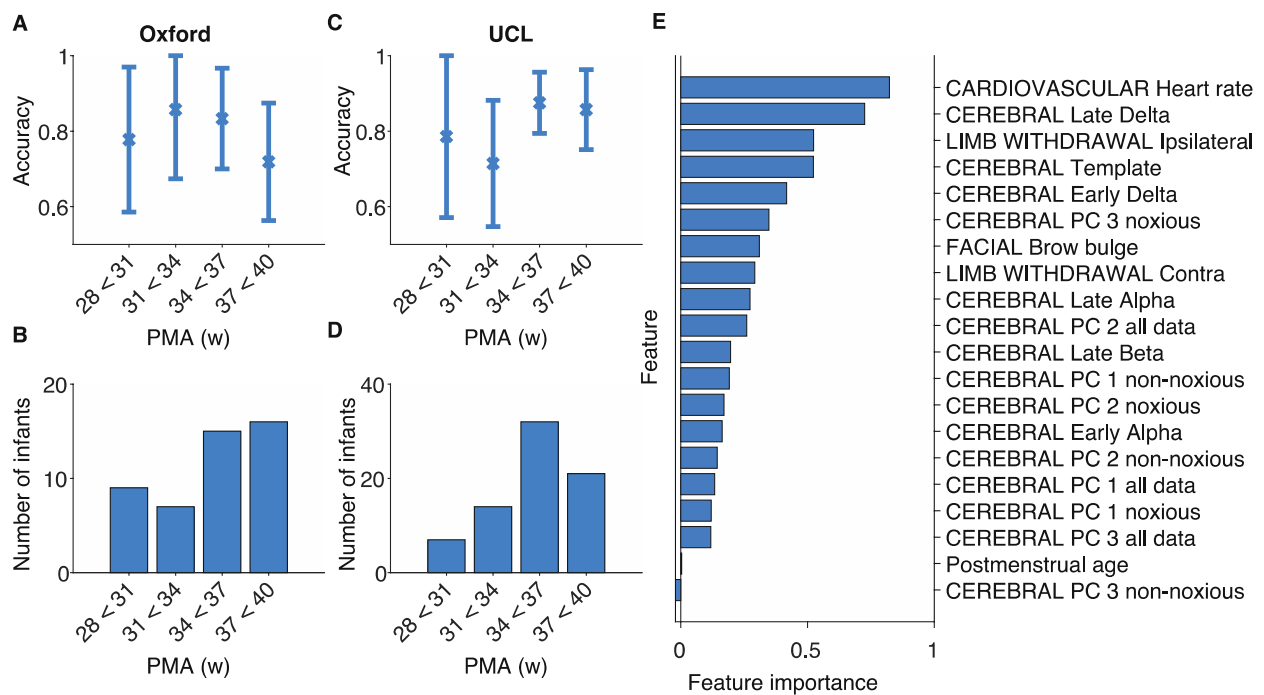 A
Oxford
Accuracy
1
0.8
0.6
28 < 31
31 < 34
34 < 37
37 < 40
PMA (w)
B
Number of infants
20
10
0
28 < 31
31 < 34
34 < 37
37 < 40
PMA (w)
C
UCL
Accuracy
1
0.8
0.6
28 < 31
31 < 34
34 < 37
37 < 40
PMA (w)
D
Number of infants
40
20
0
28 < 31
31 < 34
34 < 37
37 < 40
PMA (w)
E
Feature
CARDIOVASCULAR Heart rate
CEREBRAL Late Delta
LIMB WITHDRAWAL Ipsilateral
CEREBRAL Template
CEREBRAL Early Delta
CEREBRAL PC 3 noxious
FACIAL Brow bulge
LIMB WITHDRAWAL Contra
CEREBRAL Late Alpha
CEREBRAL PC 2 all data
CEREBRAL Late Beta
CEREBRAL PC 1 non-noxious
CEREBRAL PC 2 noxious
CEREBRAL Early Alpha
CEREBRAL PC 2 non-noxious
CEREBRAL PC 1 all data
CEREBRAL PC 1 noxious
CEREBRAL PC 3 all data
Postmenstrual age
CEREBRAL PC 3 non-noxious
0
0.5
1
Feature importance